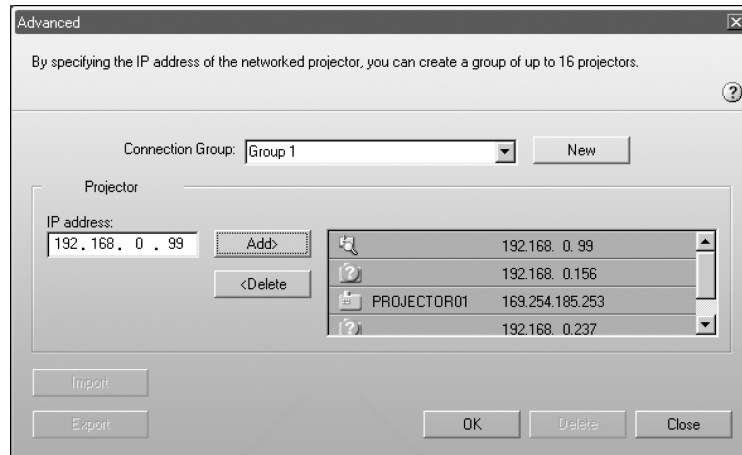 Advanced
By specifying the IP address of the networked projector, you can create a group of up to 16 projectors.
Connection Group: Group 1 New
Projector
IP address:
192.168. 0 . 99 Add>
<Delete
192.168. 0. 99
192.168. 0.156
PROJECTOR01 169.254.185.253
192.168. 0.237
Import
Export OK Delete Close